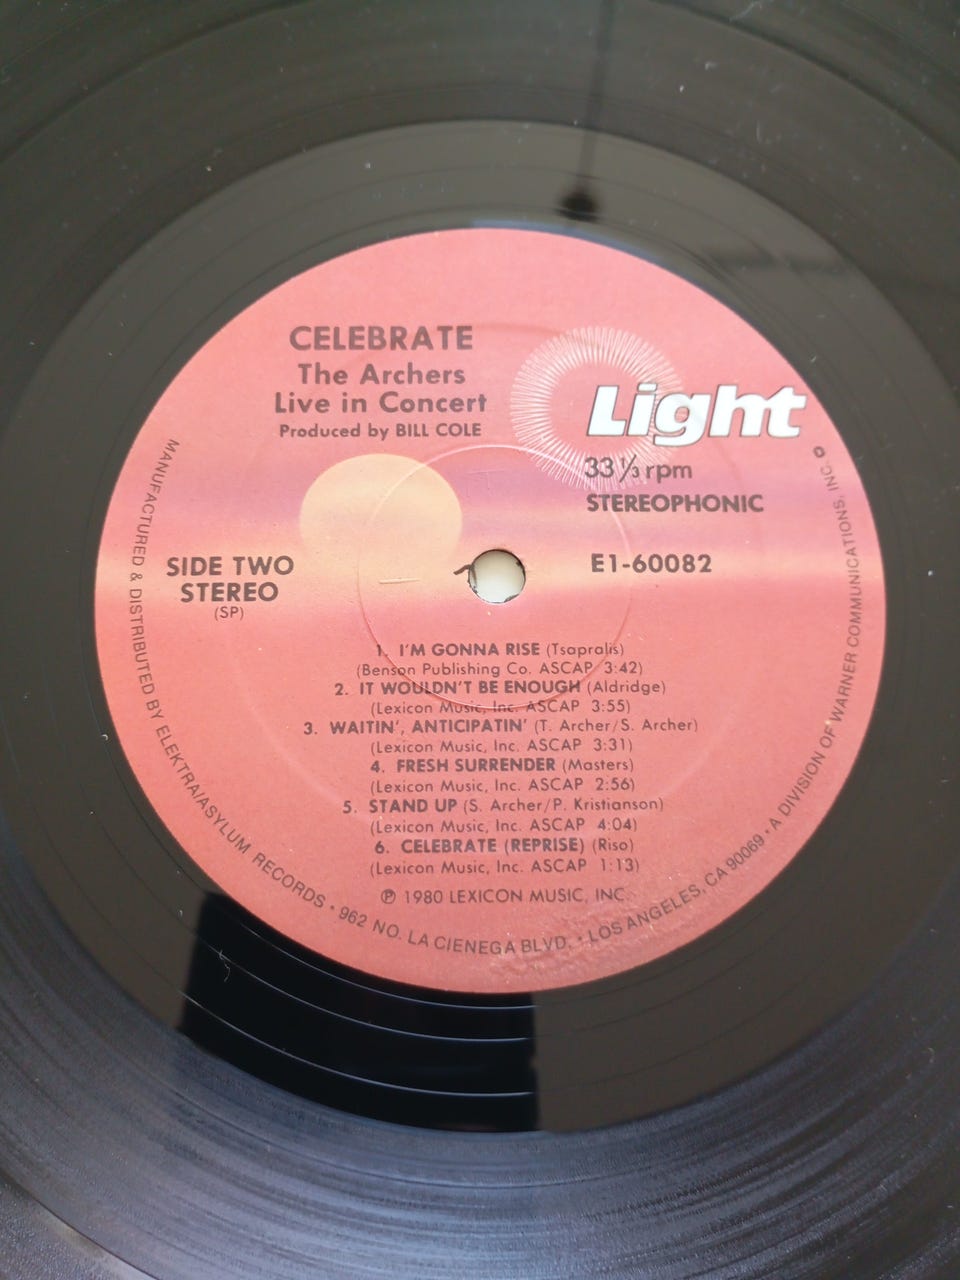 CELEBRATE
The Archers
Live in Concert
Produced by BILL COLE
Light
33 1/3 rpm
STEREOPHONIC
SIDE TWO
STEREO
(SP)
E1-60082
1. I'M GONNA RISE (Tsapralis)
(Benson Publishing Co. ASCAP 3:42)
2. IT WOULDN'T BE ENOUGH (Aldridge)
(Lexicon Music, Inc. ASCAP 3:55)
3. WAITIN', ANTICIPATIN' (T. Archer/S. Archer)
(Lexicon Music, Inc. ASCAP 3:31)
4. FRESH SURRENDER (Masters)
(Lexicon Music, Inc. ASCAP 2:56)
5. STAND UP (S. Archer/P. Kristianson)
(Lexicon Music, Inc. ASCAP 4:04)
6. CELEBRATE (REPRISE) (Riso)
(Lexicon Music, Inc. ASCAP 1:13)
℗ 1980 LEXICON MUSIC, INC.
MANUFACTURED & DISTRIBUTED BY ELEKTRA/ASYLUM RECORDS • 962 NO. LA CIENEGA BLVD. • LOS ANGELES, CA 90069 • A DIVISION OF WARNER COMMUNICATIONS, INC.